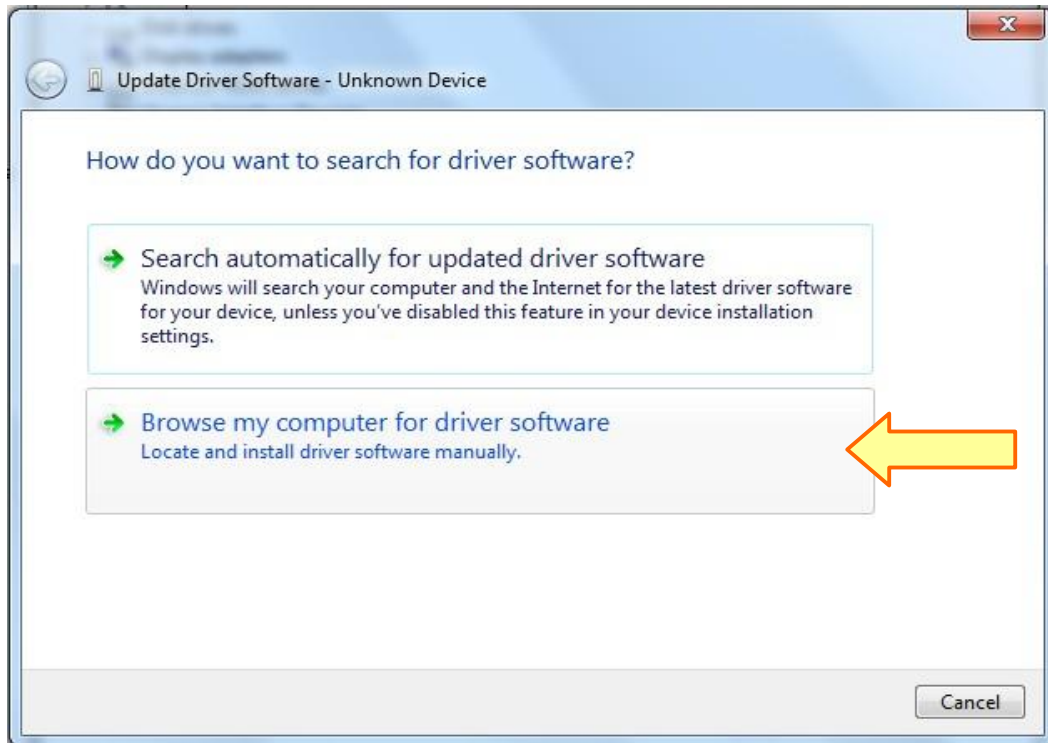 Update Driver Software - Unknown Device
How do you want to search for driver software?
Search automatically for updated driver software
Windows will search your computer and the Internet for the latest driver software
for your device, unless you've disabled this feature in your device installation
settings.
Browse my computer for driver software
Locate and install driver software manually.
Cancel